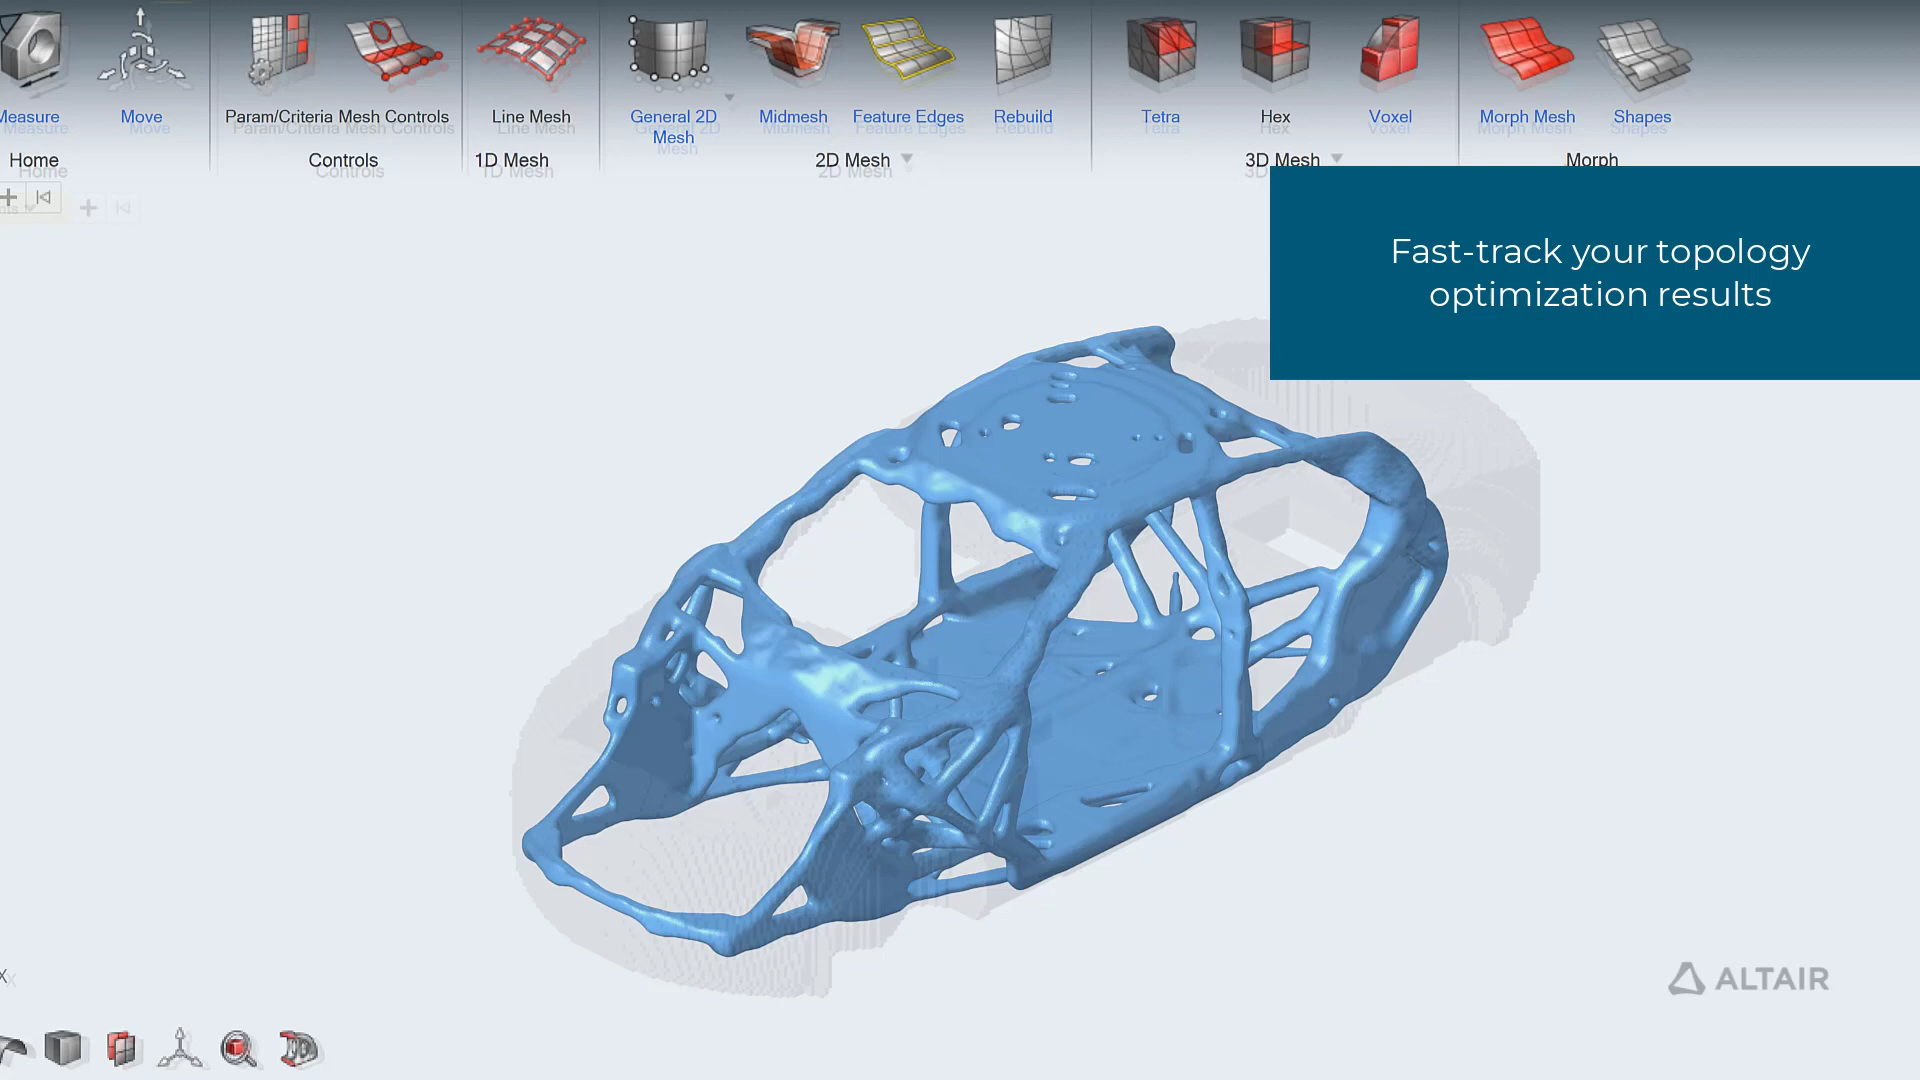 Measure
Move
Param/Criteria Mesh Controls
Line Mesh
General 2D
Mesh
Midmesh
Feature Edges
Rebuild
Tetra
Hex
Voxel
Morph Mesh
Shapes
Home
Controls
1D Mesh
2D Mesh
3D Mesh
Morph
Fast-track your topology
optimization results
X
ALTAIR